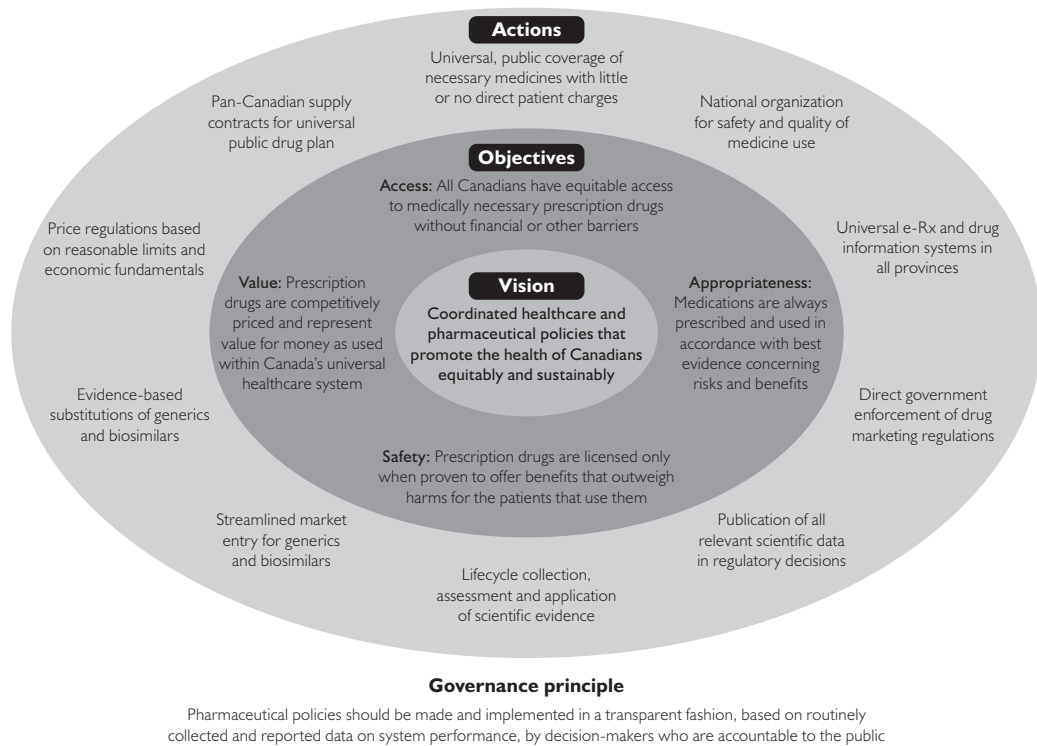 Actions
Universal, public coverage of
necessary medicines with little
or no direct patient charges
Pan-Canadian supply
contracts for universal
public drug plan
National organization
for safety and quality of
medicine use
Objectives
Access: All Canadians have equitable access
to medically necessary prescription drugs
without financial or other barriers
Price regulations based
on reasonable limits and
economic fundamentals
Universal e-Rx and drug
information systems in
all provinces
Value: Prescription
drugs are competitively
priced and represent
value for money as used
within Canada’s universal
healthcare system
Vision
Coordinated healthcare and
pharmaceutical policies that
promote the health of Canadians
equitably and sustainably
Appropriateness:
Medications are always
prescribed and used in
accordance with best
evidence concerning
risks and benefits
Evidence-based
substitutions of generics
and biosimilars
Direct government
enforcement of drug
marketing regulations
Safety: Prescription drugs are licensed only
when proven to offer benefits that outweigh
harms for the patients that use them
Streamlined market
entry for generics
and biosimilars
Publication of all
relevant scientific data
in regulatory decisions
Lifecycle collection,
assessment and application
of scientific evidence
Governance principle
Pharmaceutical policies should be made and implemented in a transparent fashion, based on routinely
collected and reported data on system performance, by decision-makers who are accountable to the public